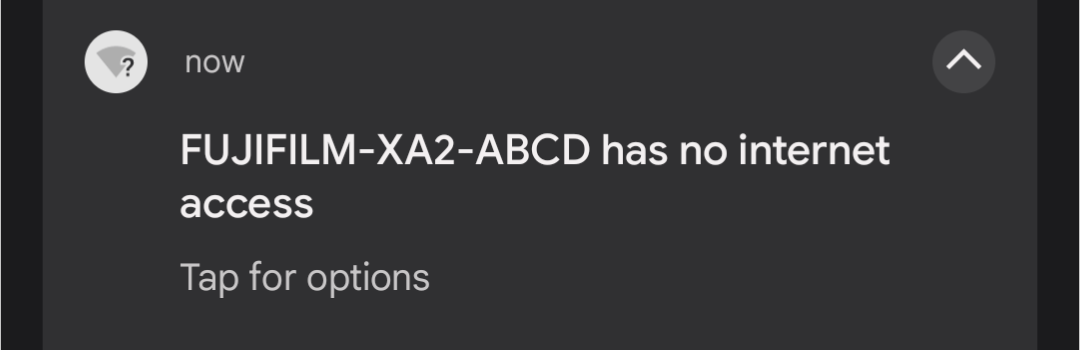 ?
now
FUJIFILM-XA2-ABCD has no internet
access
Tap for options